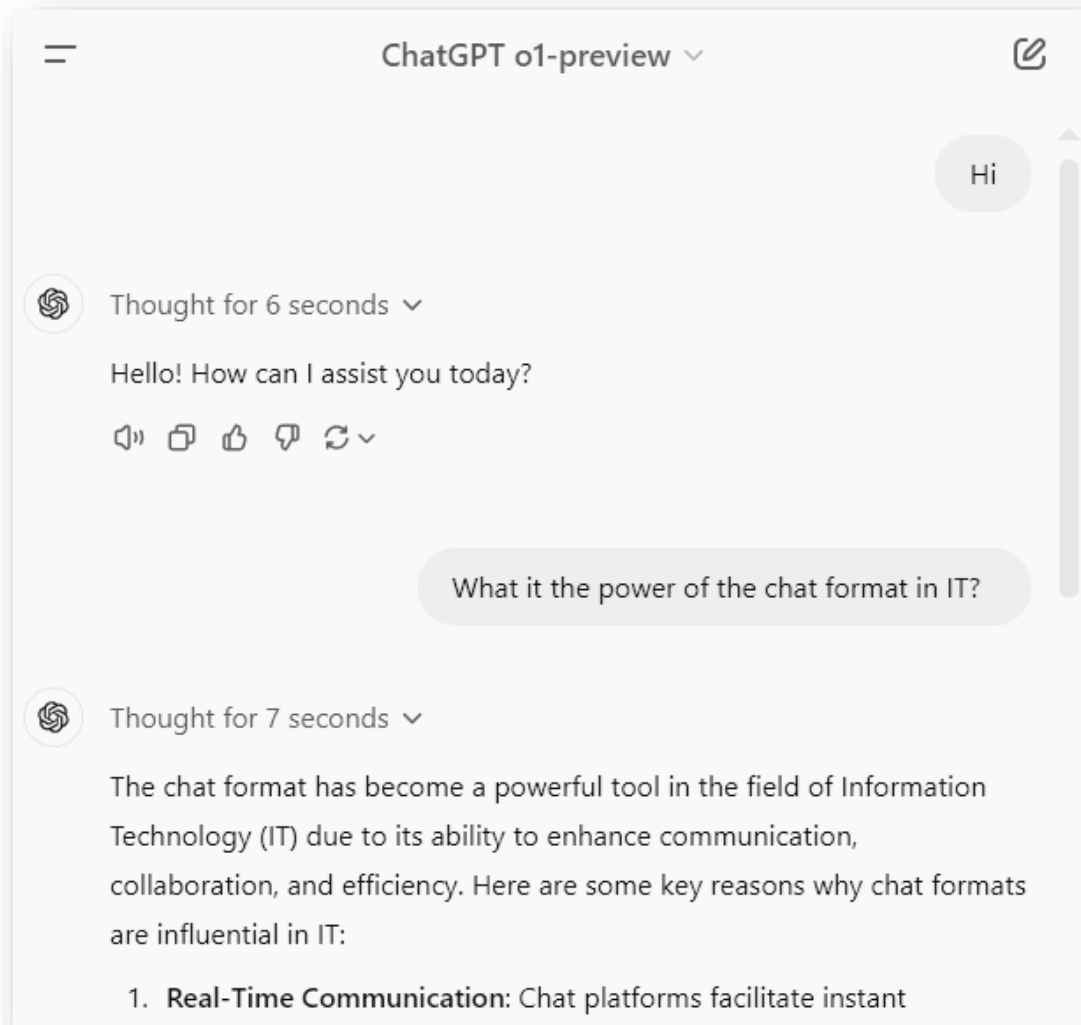 ChatGPT o1-preview
Hi
Thought for 6 seconds
Hello! How can I assist you today?
What it the power of the chat format in IT?
Thought for 7 seconds
The chat format has become a powerful tool in the field of Information
Technology (IT) due to its ability to enhance communication,
collaboration, and efficiency. Here are some key reasons why chat formats
are influential in IT:
1. Real-Time Communication: Chat platforms facilitate instant